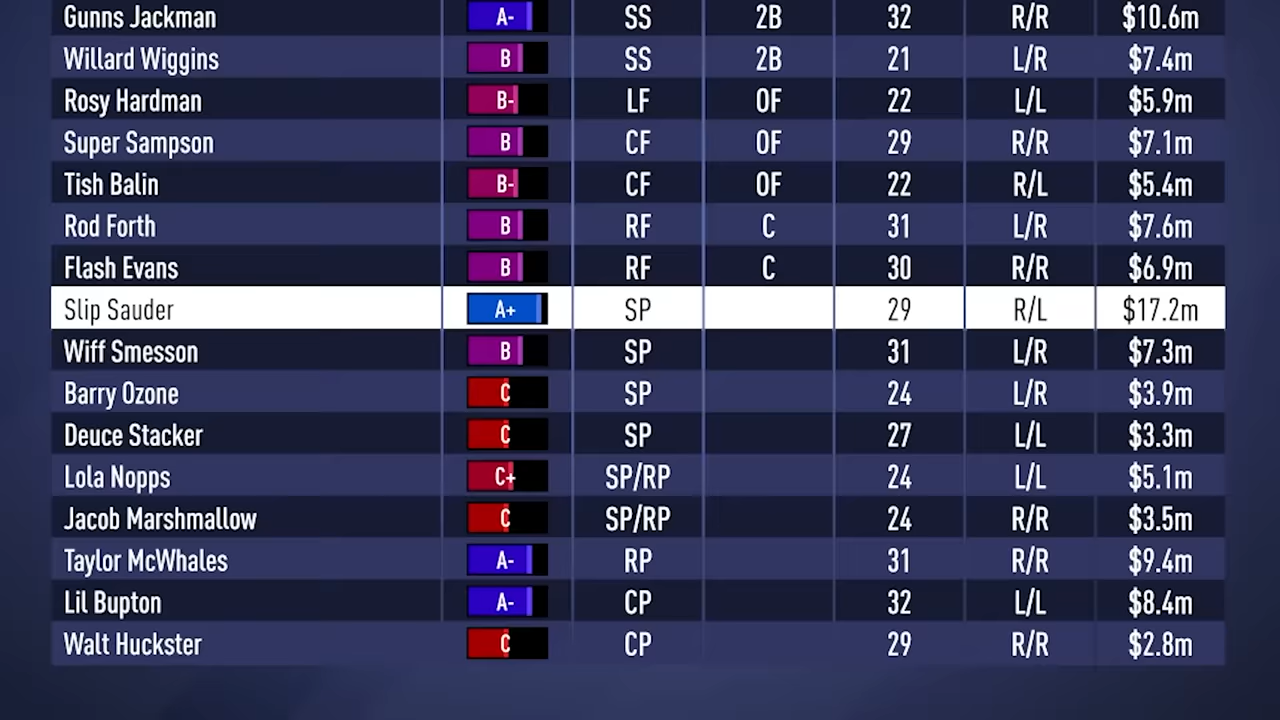 Gunns Jackman A- SS 2B 32 R/R $10.6m
Willard Wiggins B SS 2B 21 L/R $7.4m
Rosy Hardman B- LF OF 22 L/L $5.9m
Super Sampson B CF OF 29 R/R $7.1m
Tish Balin B- CF OF 22 R/L $5.4m
Rod Forth B RF C 31 L/R $7.6m
Flash Evans B RF C 30 R/R $6.9m
Slip Sauder A+ SP 29 R/L $17.2m
Wiff Smesson B SP 31 L/R $7.3m
Barry Ozone C SP 24 L/R $3.9m
Deuce Stacker C SP 27 L/L $3.3m
Lola Nopps C+ SP/RP 24 L/L $5.1m
Jacob Marshmallow C SP/RP 24 R/R $3.5m
Taylor McWhales A- RP 31 R/R $9.4m
Lil Bupton A- CP 32 L/L $8.4m
Walt Huckster C CP 29 R/R $2.8m